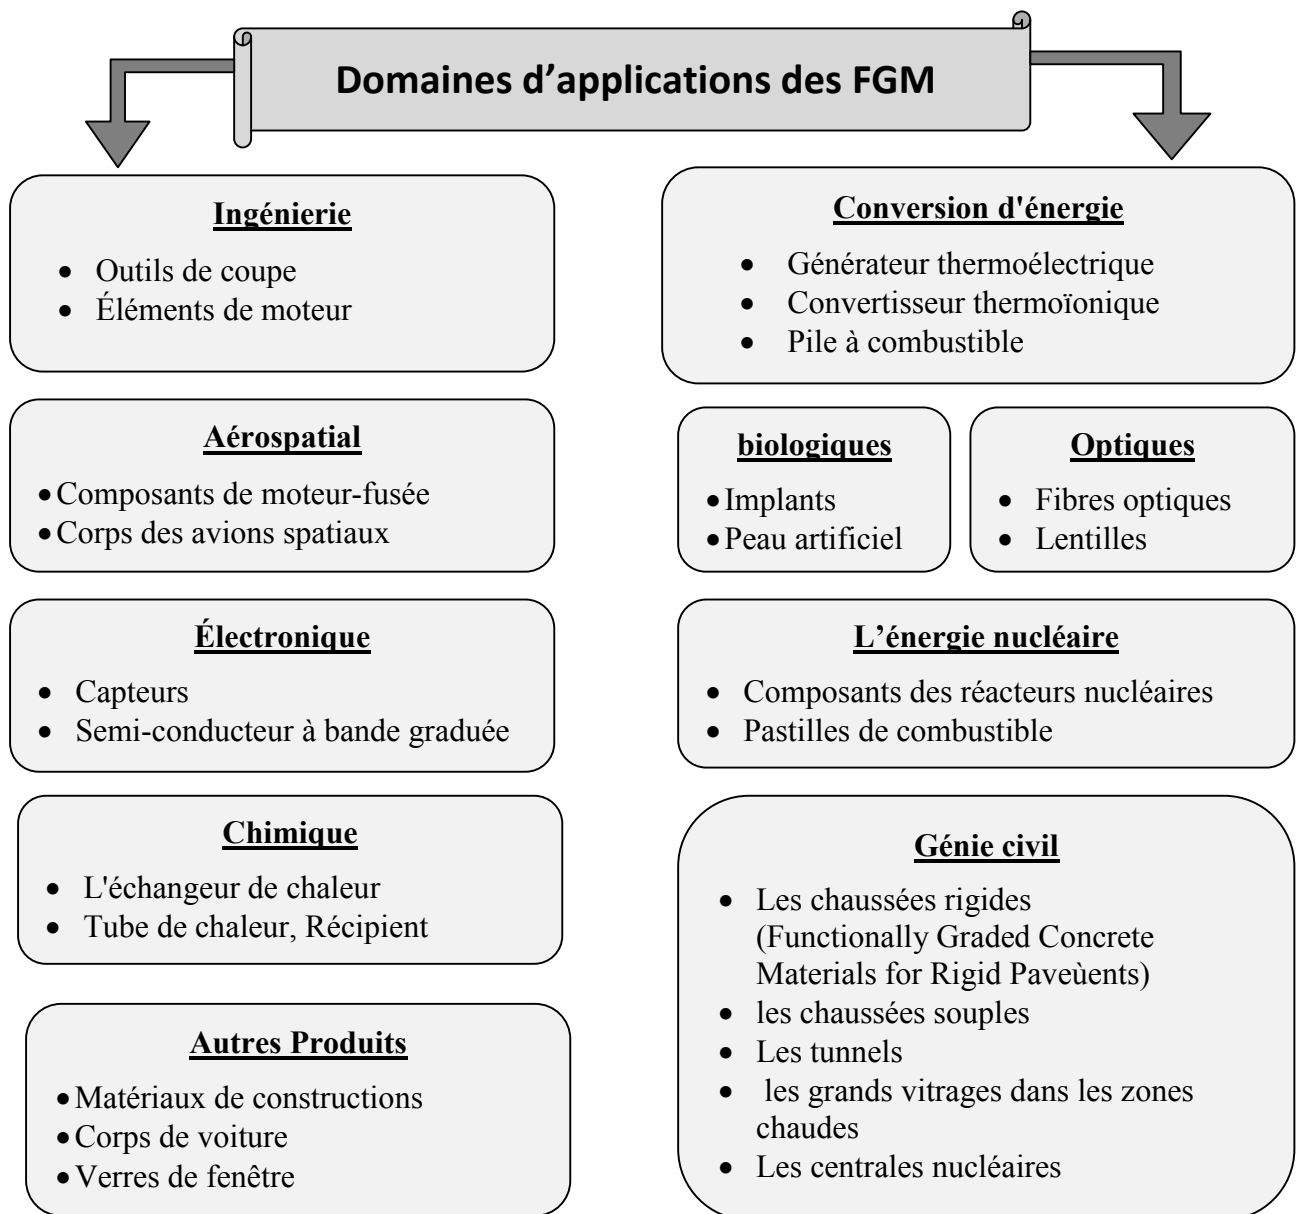 Domaines d’applications des FGM
Ingénierie
• Outils de coupe
• Éléments de moteur
Aérospatial
• Composants de moteur-fusée
• Corps des avions spatiaux
Électronique
• Capteurs
• Semi-conducteur à bande graduée
Chimique
• L'échangeur de chaleur
• Tube de chaleur, Récipient
Autres Produits
• Matériaux de constructions
• Corps de voiture
• Verres de fenêtre
Conversion d'énergie
• Générateur thermoélectrique
• Convertisseur thermoïonique
• Pile à combustible
biologiques
• Implants
• Peau artificiel
Optiques
• Fibres optiques
• Lentilles
L’énergie nucléaire
• Composants des réacteurs nucléaires
• Pastilles de combustible
Génie civil
• Les chaussées rigides
(Functionally Graded Concrete
Materials for Rigid Paveùents)
• les chaussées souples
• Les tunnels
• les grands vitrages dans les zones
chaudes
• Les centrales nucléaires